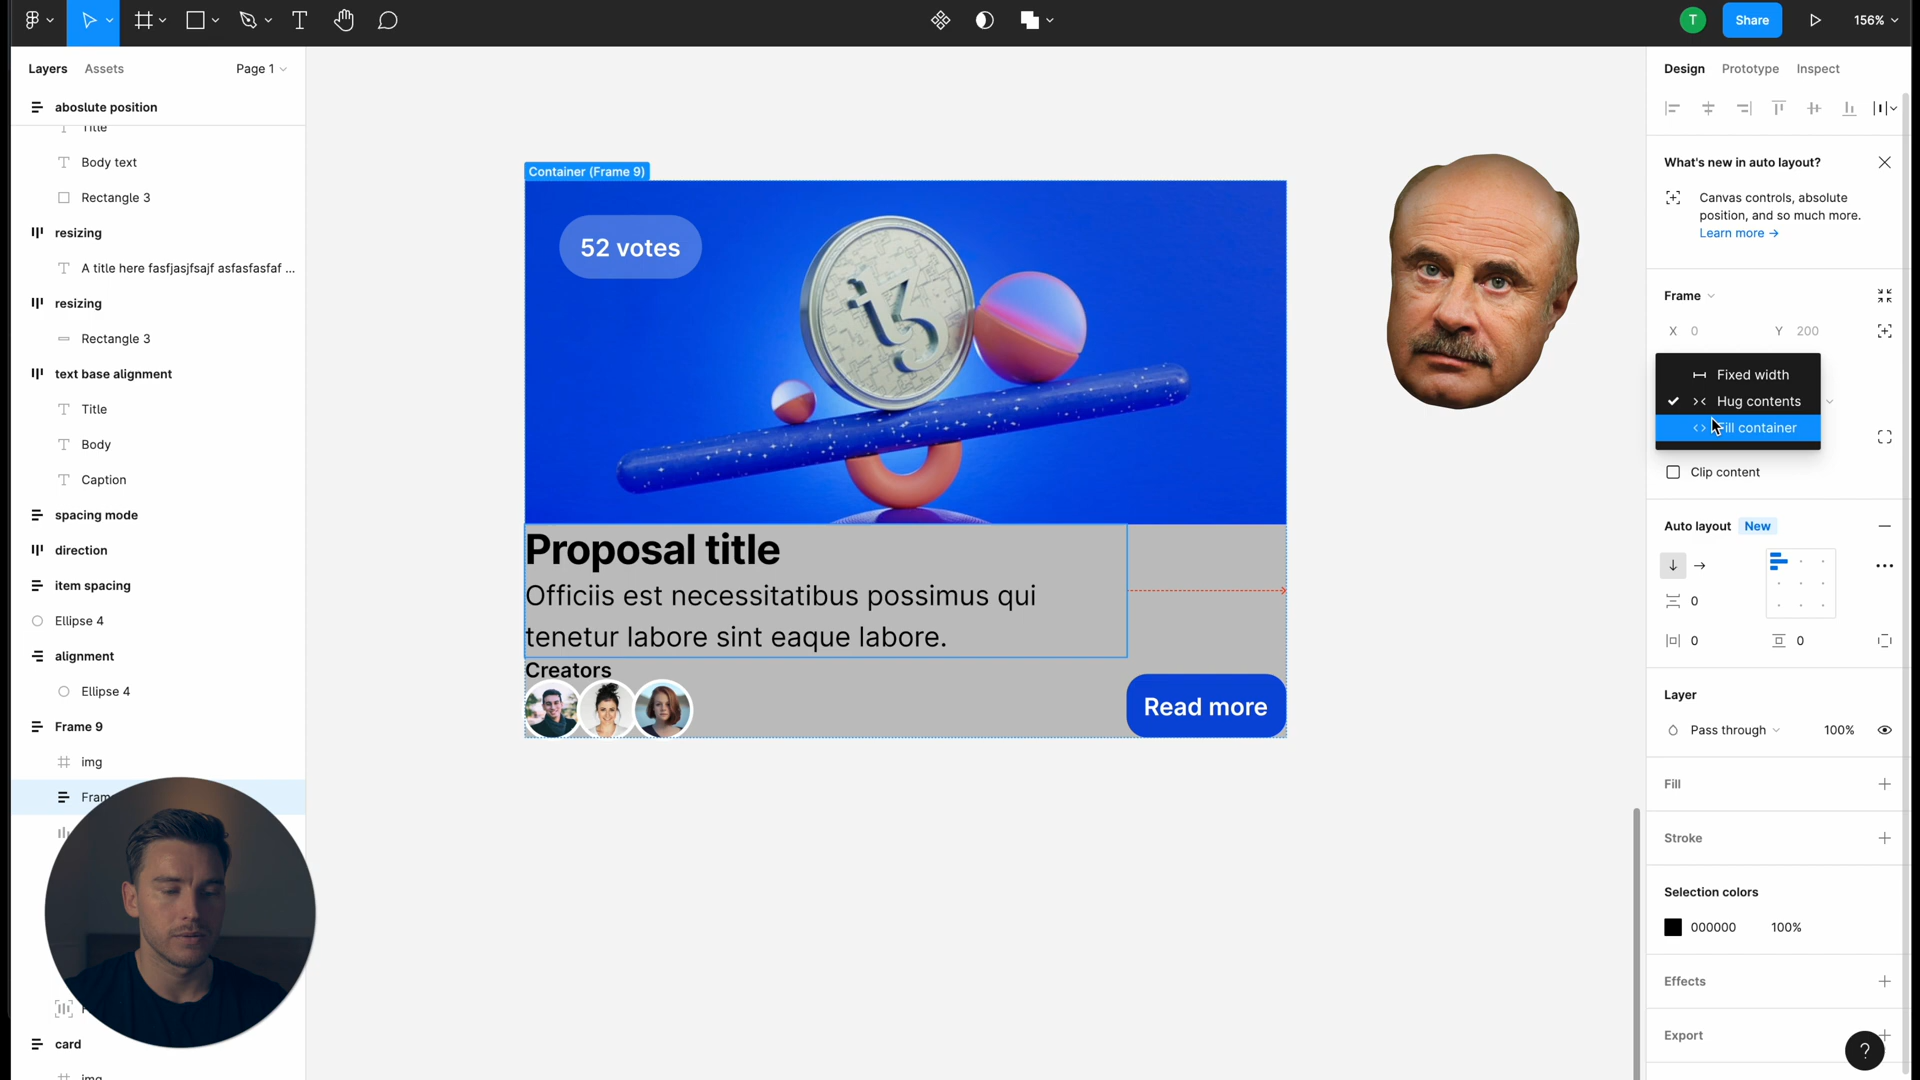 T
Share
156%
Layers
Assets
Page 1
aboslute position
Title
Body text
Rectangle 3
resizing
A title here fasfjasjfsajf asfasfasfaf ...
resizing
Rectangle 3
text base alignment
Title
Body
Caption
spacing mode
direction
item spacing
Ellipse 4
alignment
Ellipse 4
Frame 9
img
Fram
card
img
Container (Frame 9)
52 votes
Proposal title
Officiis est necessitatibus possimus qui
tenetur labore sint eaque labore.
Creators
Read more
Design
Prototype
Inspect
What's new in auto layout?
Canvas controls, absolute
position, and so much more.
Learn more →
Frame
X 0
Y 200
Fixed width
Hug contents
Fill container
Clip content
Auto layout
New
0
0
0
Layer
Pass through
100%
Fill
Stroke
Selection colors
000000
100%
Effects
Export
?